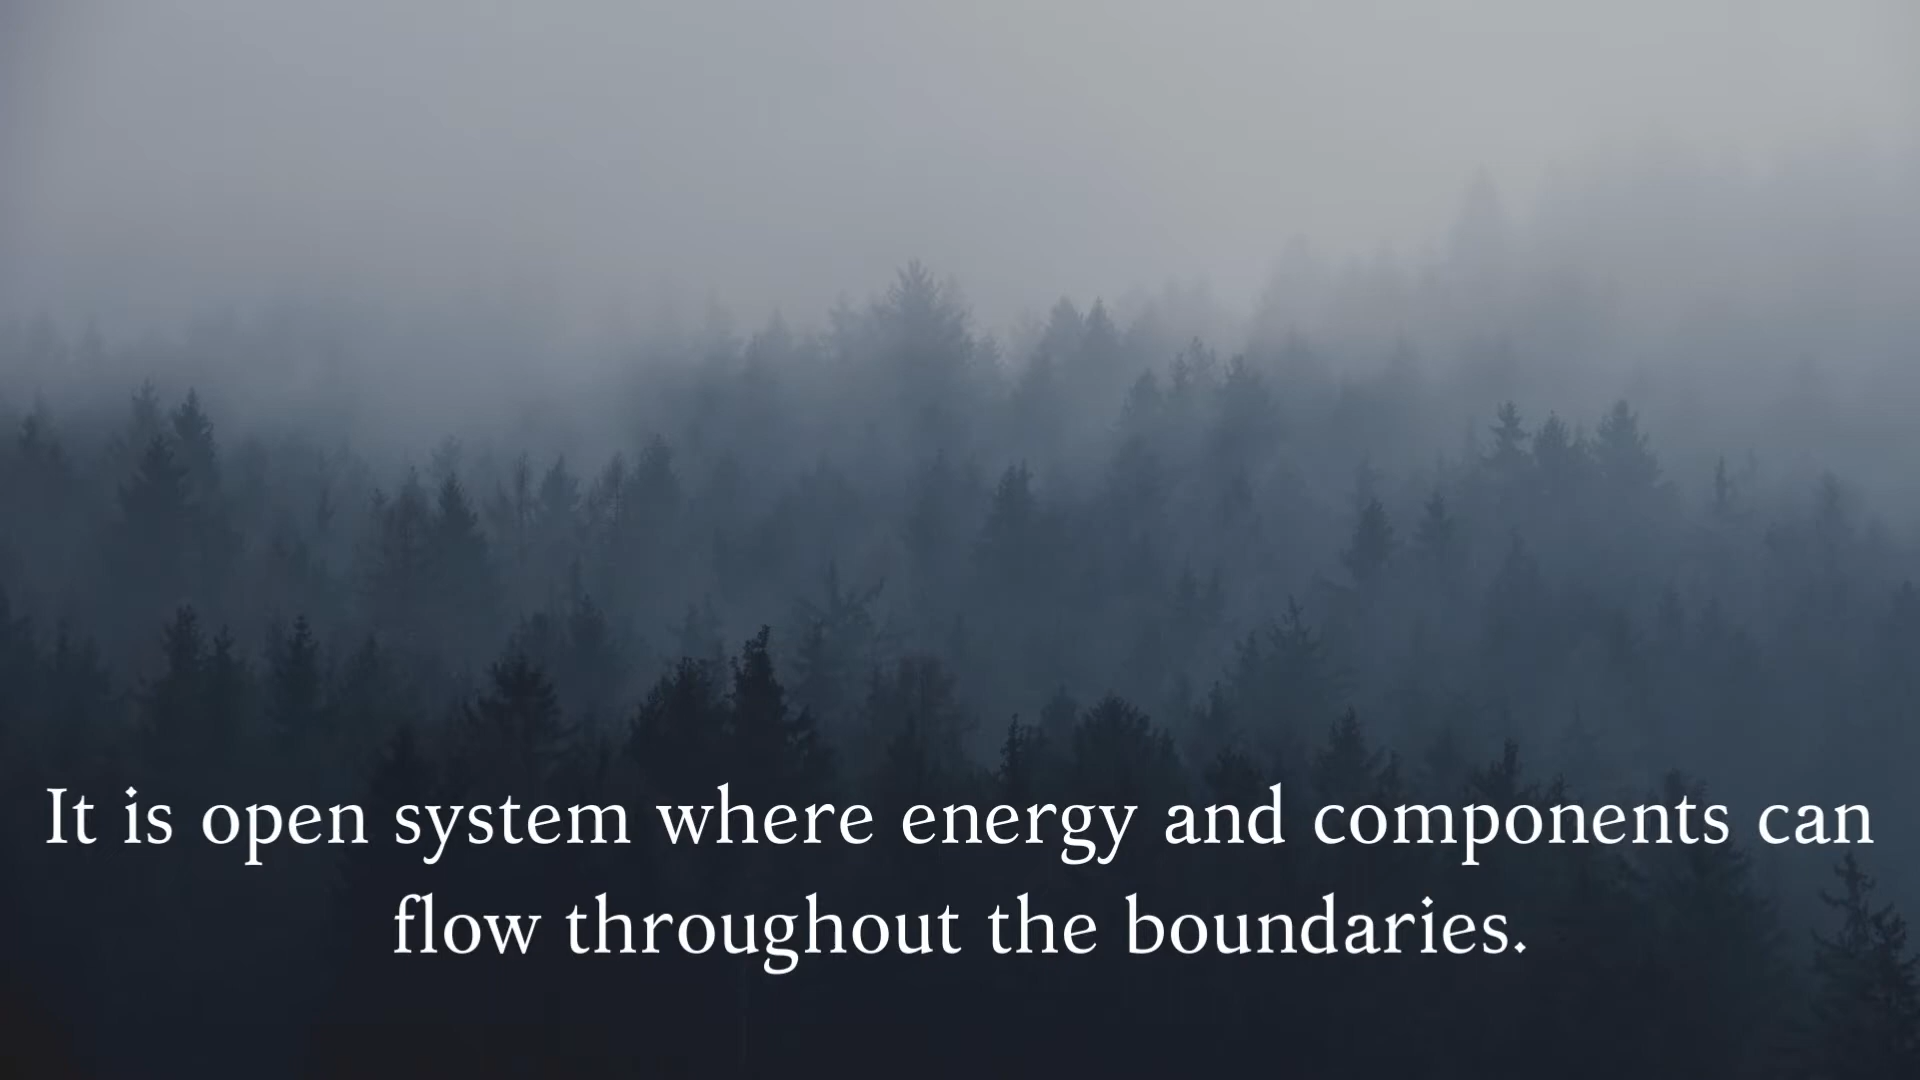 It is open system where energy and components can
flow throughout the boundaries.